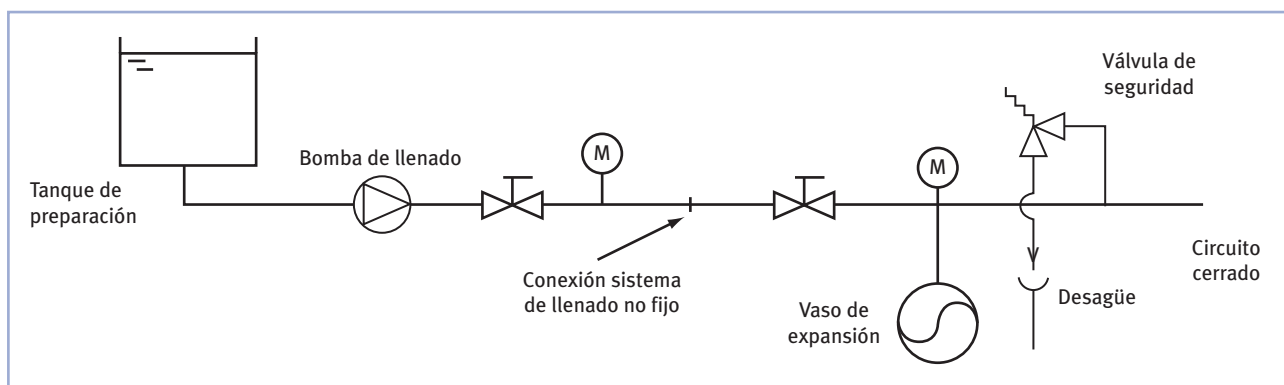 Tanque de
preparación
Bomba de llenado
M
Conexión sistema
de llenado no fijo
M
Vaso de
expansión
Válvula de
seguridad
Desagüe
Circuito
cerrado